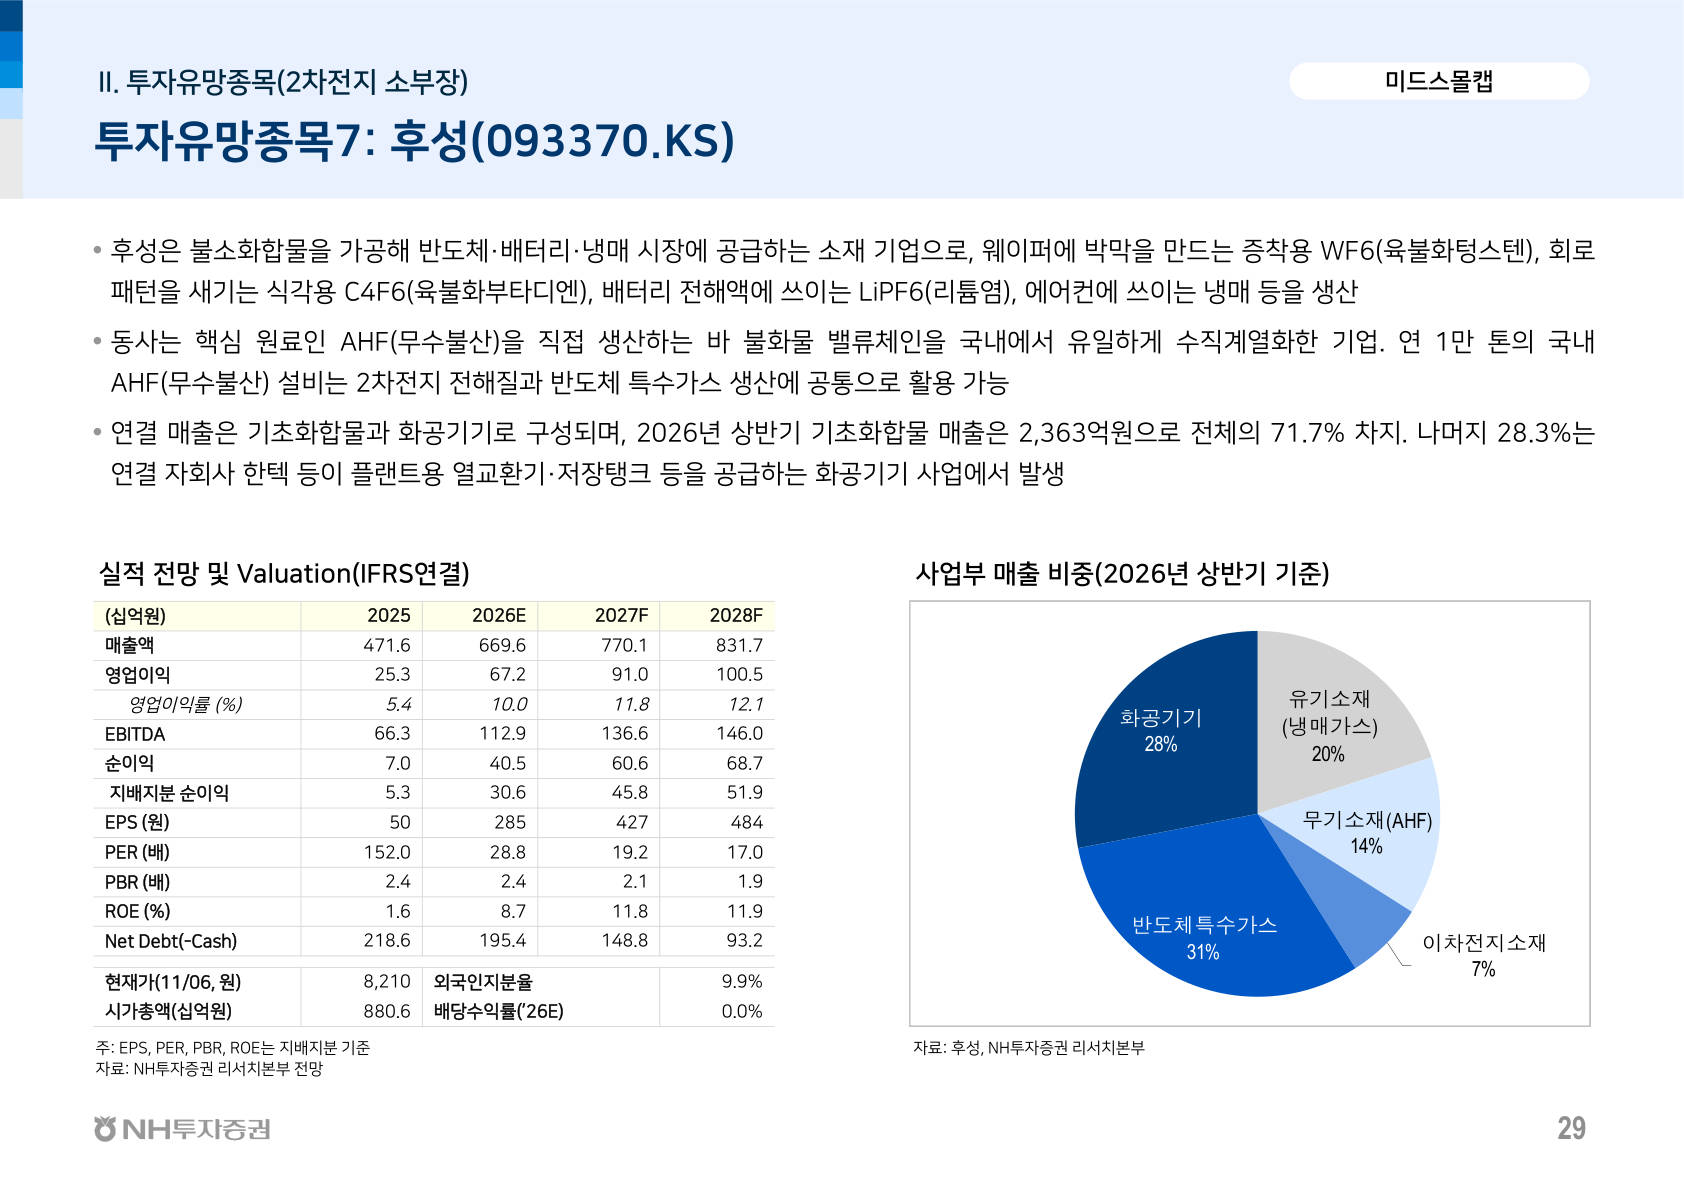 II. 투자유망종목(2차전지 소부장)
미드스몰캡
투자유망종목7: 후성(093370.KS)
• 후성은 불소화합물을 가공해 반도체·배터리·냉매 시장에 공급하는 소재 기업으로, 웨이퍼에 박막을 만드는 증착용 WF6(육불화텅스텐), 회로
패턴을 새기는 식각용 C4F6(육불화부타디엔), 배터리 전해액에 쓰이는 LiPF6(리튬염), 에어컨에 쓰이는 냉매 등을 생산
• 동사는 핵심 원료인 AHF(무수불산)을 직접 생산하는 바 불화물 밸류체인을 국내에서 유일하게 수직계열화한 기업. 연 1만 톤의 국내
AHF(무수불산) 설비는 2차전지 전해질과 반도체 특수가스 생산에 공통으로 활용 가능
• 연결 매출은 기초화합물과 화공기기로 구성되며, 2026년 상반기 기초화합물 매출은 2,363억원으로 전체의 71.7% 차지. 나머지 28.3%는
연결 자회사 한텍 등이 플랜트용 열교환기·저장탱크 등을 공급하는 화공기기 사업에서 발생
실적 전망 및 Valuation(IFRS연결)
(십억원) 2025 2026E 2027F 2028F
매출액 471.6 669.6 770.1 831.7
영업이익 25.3 67.2 91.0 100.5
영업이익률 (%) 5.4 10.0 11.8 12.1
EBITDA 66.3 112.9 136.6 146.0
순이익 7.0 40.5 60.6 68.7
지배지분 순이익 5.3 30.6 45.8 51.9
EPS (원) 50 285 427 484
PER (배) 152.0 28.8 19.2 17.0
PBR (배) 2.4 2.4 2.1 1.9
ROE (%) 1.6 8.7 11.8 11.9
Net Debt(-Cash) 218.6 195.4 148.8 93.2
현재가(11/06, 원) 8,210 외국인지분율 9.9%
시가총액(십억원) 880.6 배당수익률('26E) 0.0%
주: EPS, PER, PBR, ROE는 지배지분 기준
자료: NH투자증권 리서치본부 전망
사업부 매출 비중(2026년 상반기 기준)
유기소재
(냉매가스)
20%
무기소재(AHF)
14%
이차전지소재
7%
반도체특수가스
31%
화공기기
28%
자료: 후성, NH투자증권 리서치본부
NH투자증권
29